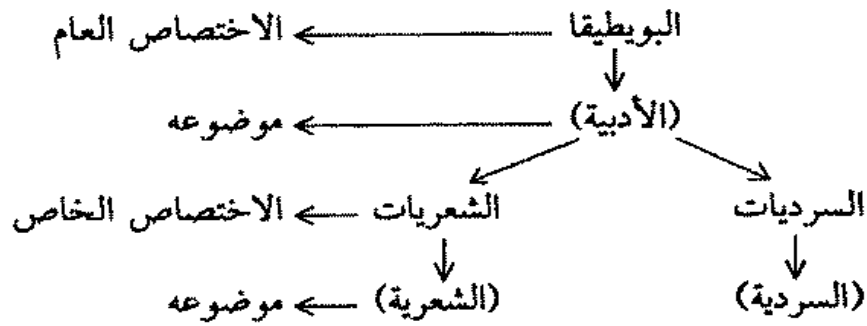 البويطيقا الاختصاص العام
(الأدبية) موضوعه
السرديات الشعريات الاختصاص الخاص
(السردية) (الشعرية) موضوعه